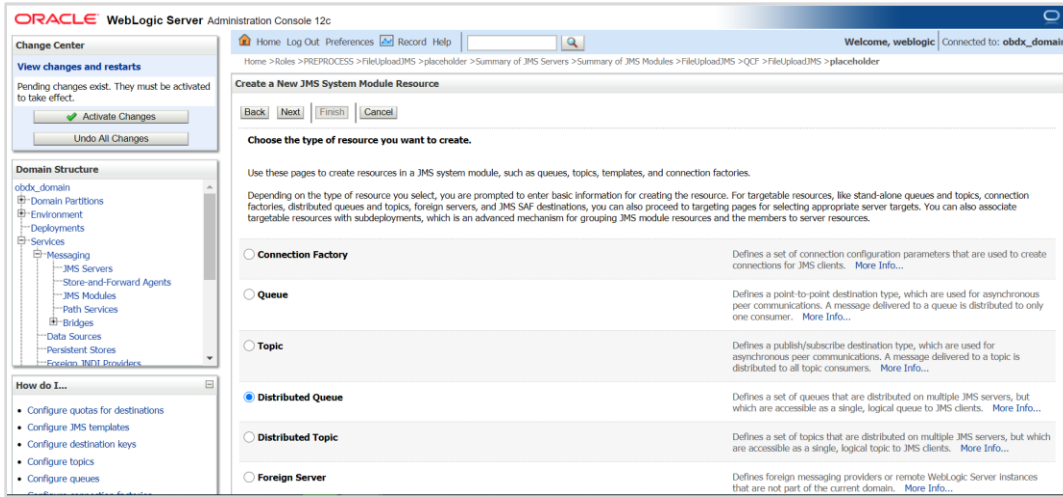 ORACLE WebLogic Server Administration Console 12c
Change Center
View changes and restarts
Pending changes exist. They must be activated
to take effect.
Activate Changes
Undo All Changes
Domain Structure
obdx_domain
Domain Partitions
Environment
Deployments
Services
Messaging
JMS Servers
Store-and-Forward Agents
JMS Modules
Path Services
Bridges
Data Sources
Persistent Stores
Foreign JNDI Providers
How do I...
Configure quotas for destinations
Configure JMS templates
Configure destination keys
Configure topics
Configure queues
Configure connection factories
Home Log Out Preferences Record Help
Welcome, weblogic Connected to: obdx_domain
Home >Roles >PREPROCESS >FileUploadJMS >placeholder >Summary of JMS Servers >Summary of JMS Modules >FileUploadJMS >QCF >FileUploadJMS >placeholder
Create a New JMS System Module Resource
Back Next Finish Cancel
Choose the type of resource you want to create.
Use these pages to create resources in a JMS system module, such as queues, topics, templates, and connection factories.
Depending on the type of resource you select, you are prompted to enter basic information for creating the resource. For targetable resources, like stand-alone queues and topics, connection
factories, distributed queues and topics, foreign servers, and JMS SAF destinations, you can also proceed to targeting pages for selecting appropriate server targets. You can also associate
targetable resources with subdeployments, which is an advanced mechanism for grouping JMS module resources and the members to server resources.
Connection Factory
Defines a set of connection configuration parameters that are used to create
connections for JMS clients. More Info...
Queue
Defines a point-to-point destination type, which are used for asynchronous
peer communications. A message delivered to a queue is distributed to only
one consumer. More Info...
Topic
Defines a publish/subscribe destination type, which are used for
asynchronous peer communications. A message delivered to a topic is
distributed to all topic consumers. More Info...
Distributed Queue
Defines a set of queues that are distributed on multiple JMS servers, but
which are accessible as a single, logical queue to JMS clients. More Info...
Distributed Topic
Defines a set of topics that are distributed on multiple JMS servers, but which
are accessible as a single, logical topic to JMS clients. More Info...
Foreign Server
Defines foreign messaging providers or remote WebLogic Server instances
that are not part of the current domain. More Info...